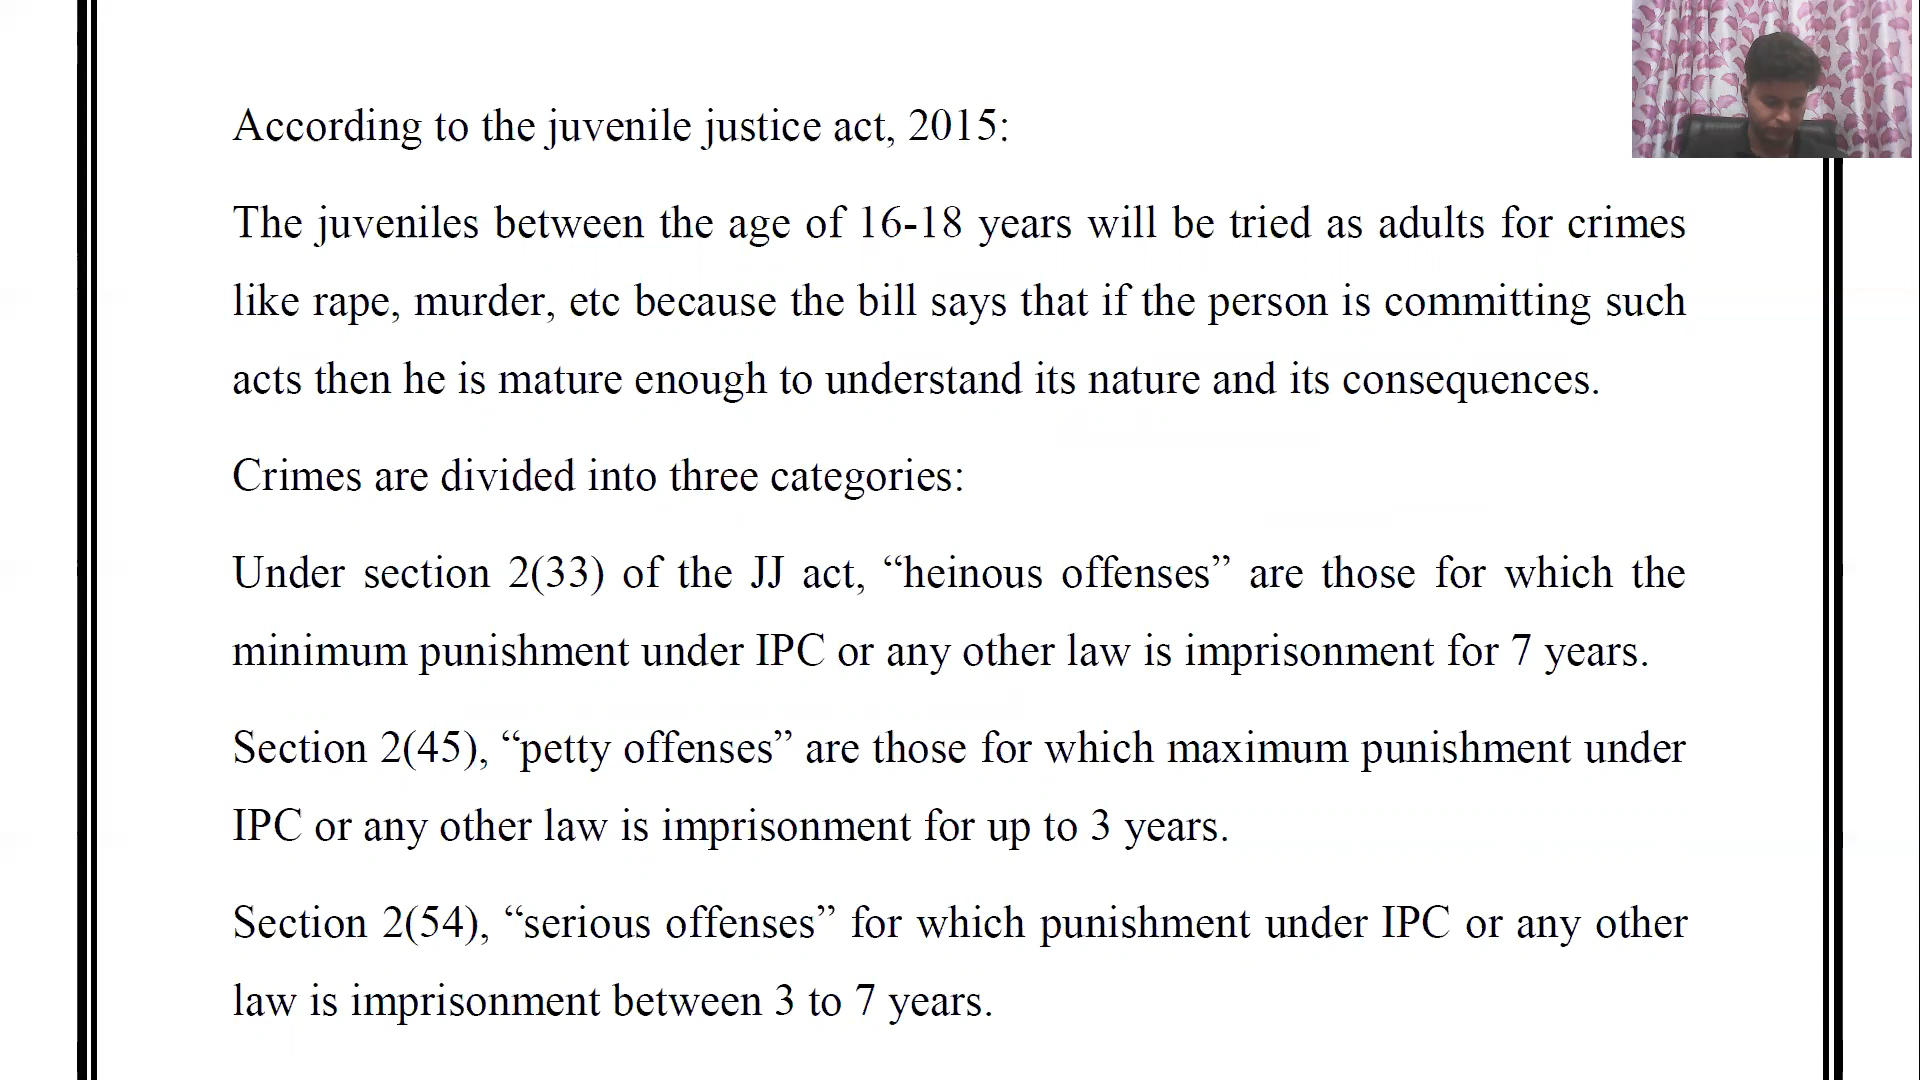 According to the juvenile justice act, 2015:
The juveniles between the age of 16-18 years will be tried as adults for crimes
like rape, murder, etc because the bill says that if the person is committing such
acts then he is mature enough to understand its nature and its consequences.
Crimes are divided into three categories:
Under section 2(33) of the JJ act, “heinous offenses” are those for which the
minimum punishment under IPC or any other law is imprisonment for 7 years.
Section 2(45), “petty offenses” are those for which maximum punishment under
IPC or any other law is imprisonment for up to 3 years.
Section 2(54), “serious offenses” for which punishment under IPC or any other
law is imprisonment between 3 to 7 years.